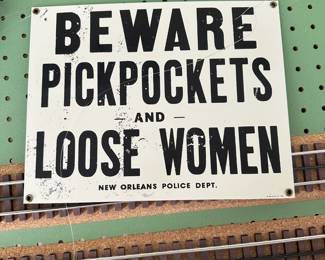 BEWARE
PICKPOCKETS
- AND -
LOOSE WOMEN
NEW ORLEANS POLICE DEPT.